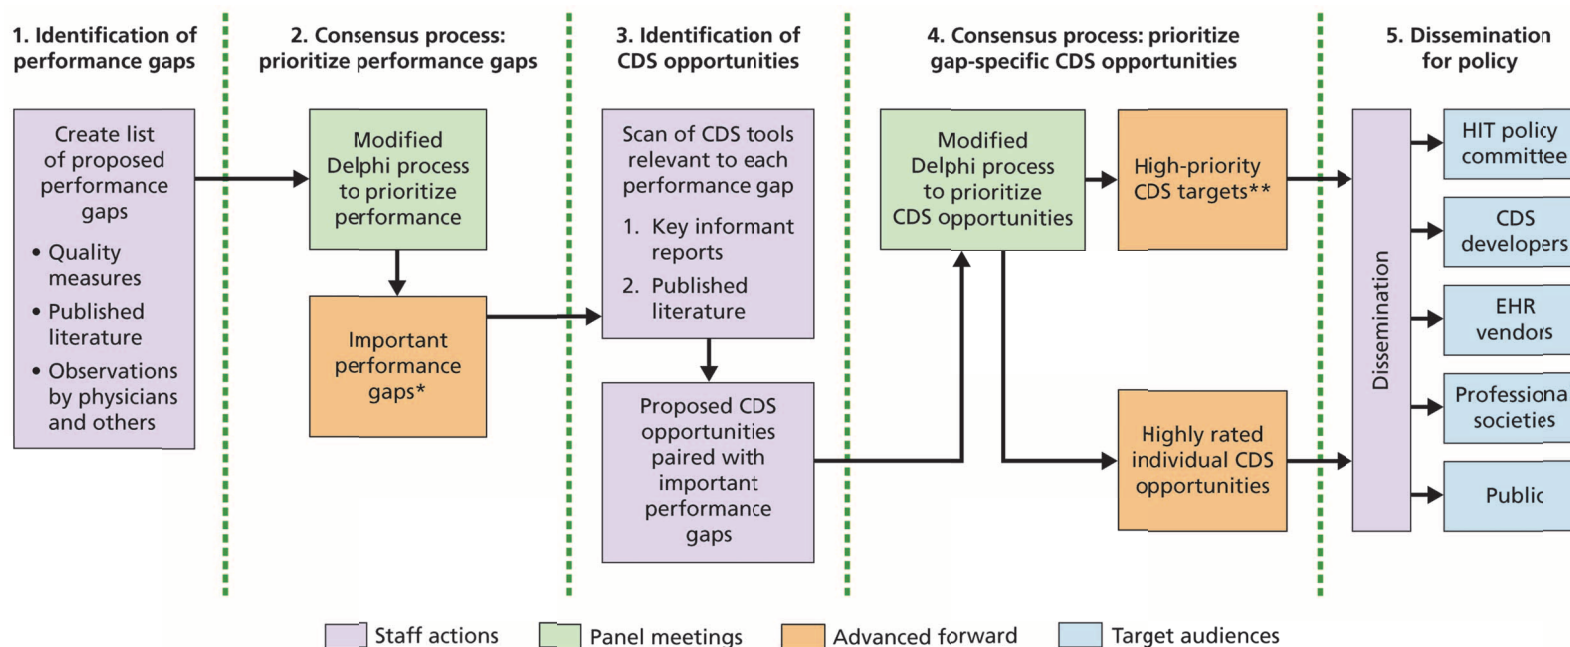 1. Identification of
performance gaps
2. Consensus process:
prioritize performance gaps
3. Identification of
CDS opportunities
4. Consensus process: prioritize
gap-specific CDS opportunities
5. Dissemination
for policy
Create list
of proposed
performance
gaps
• Quality
measures
• Published
literature
• Observations
by physicians
and others
Modified
Delphi process
to prioritize
performance
Important
performance
gaps*
Scan of CDS tools
relevant to each
performance gap
1. Key informant
reports
2. Published
literature
Proposed CDS
opportunities
paired with
important
performance
gaps
Modified
Delphi process
to prioritize
CDS opportunities
High-priority
CDS targets**
Highly rated
individual CDS
opportunities
Dissemination
HIT policy
committee
CDS
developers
EHR
vendors
Professiona
societies
Public
Staff actions
Panel meetings
Advanced forward
Target audiences